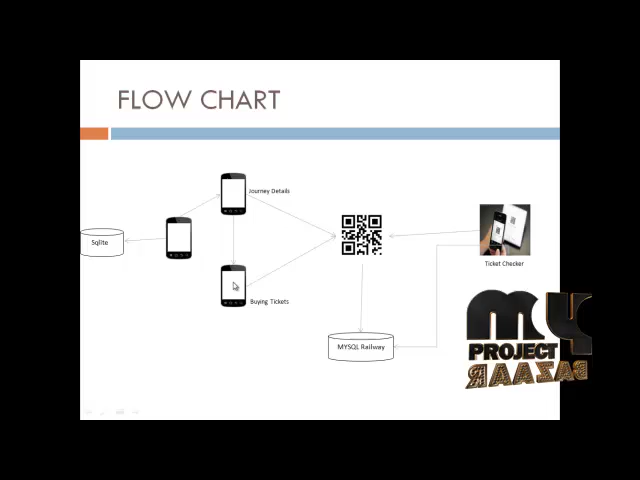 FLOW CHART
Journey Details
Sqlite
Ticket Checker
Buying Tickets
MYSQL Railway
my
PROJECT
BAZAAR